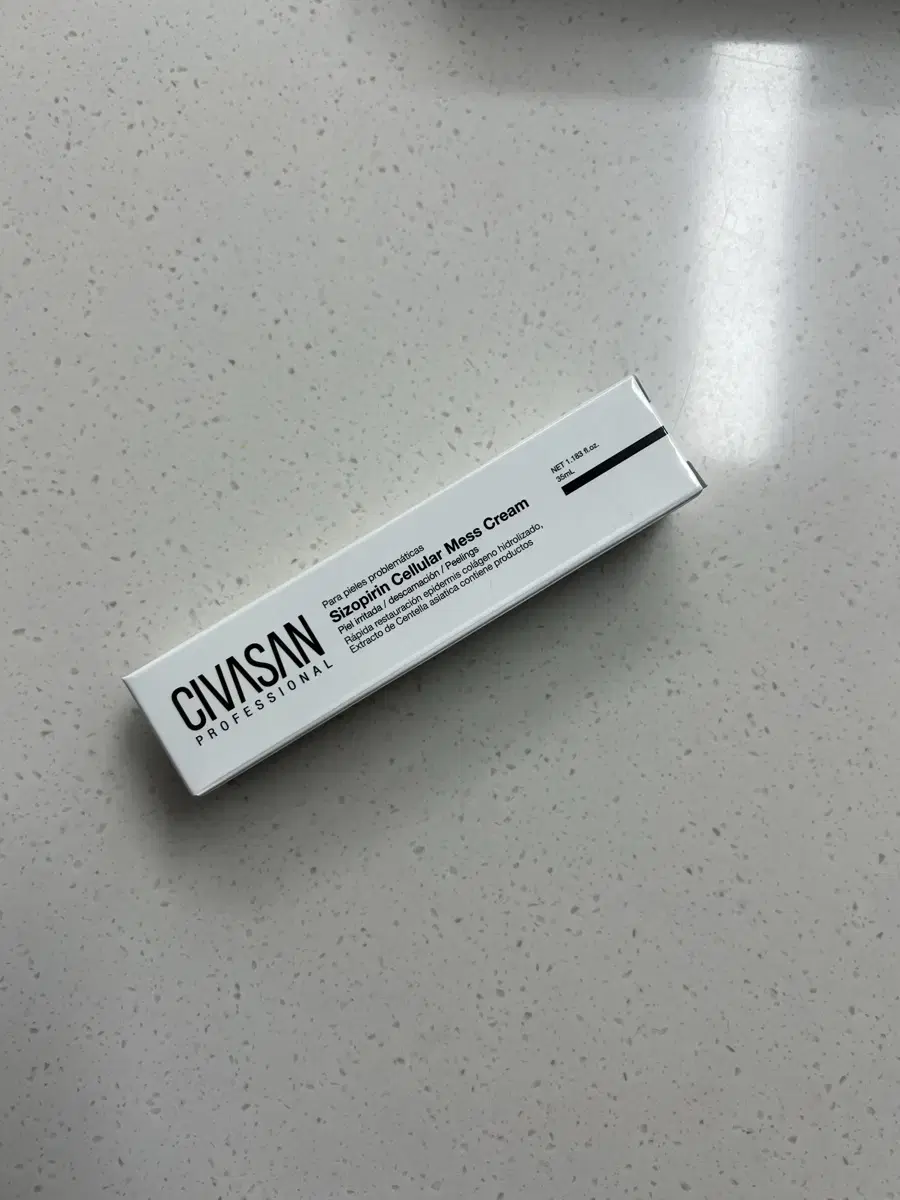 CIVASAN
PROFESSIONAL
Para pieles problemáticas
Sizopirin Cellular Mess Cream
Piel irritada / descamación / Peelings
Rápida restauración epidermis colágeno hidrolizado,
Extracto de Centella asiatica contiene productos
NET 1.183 fl.oz.
35mL